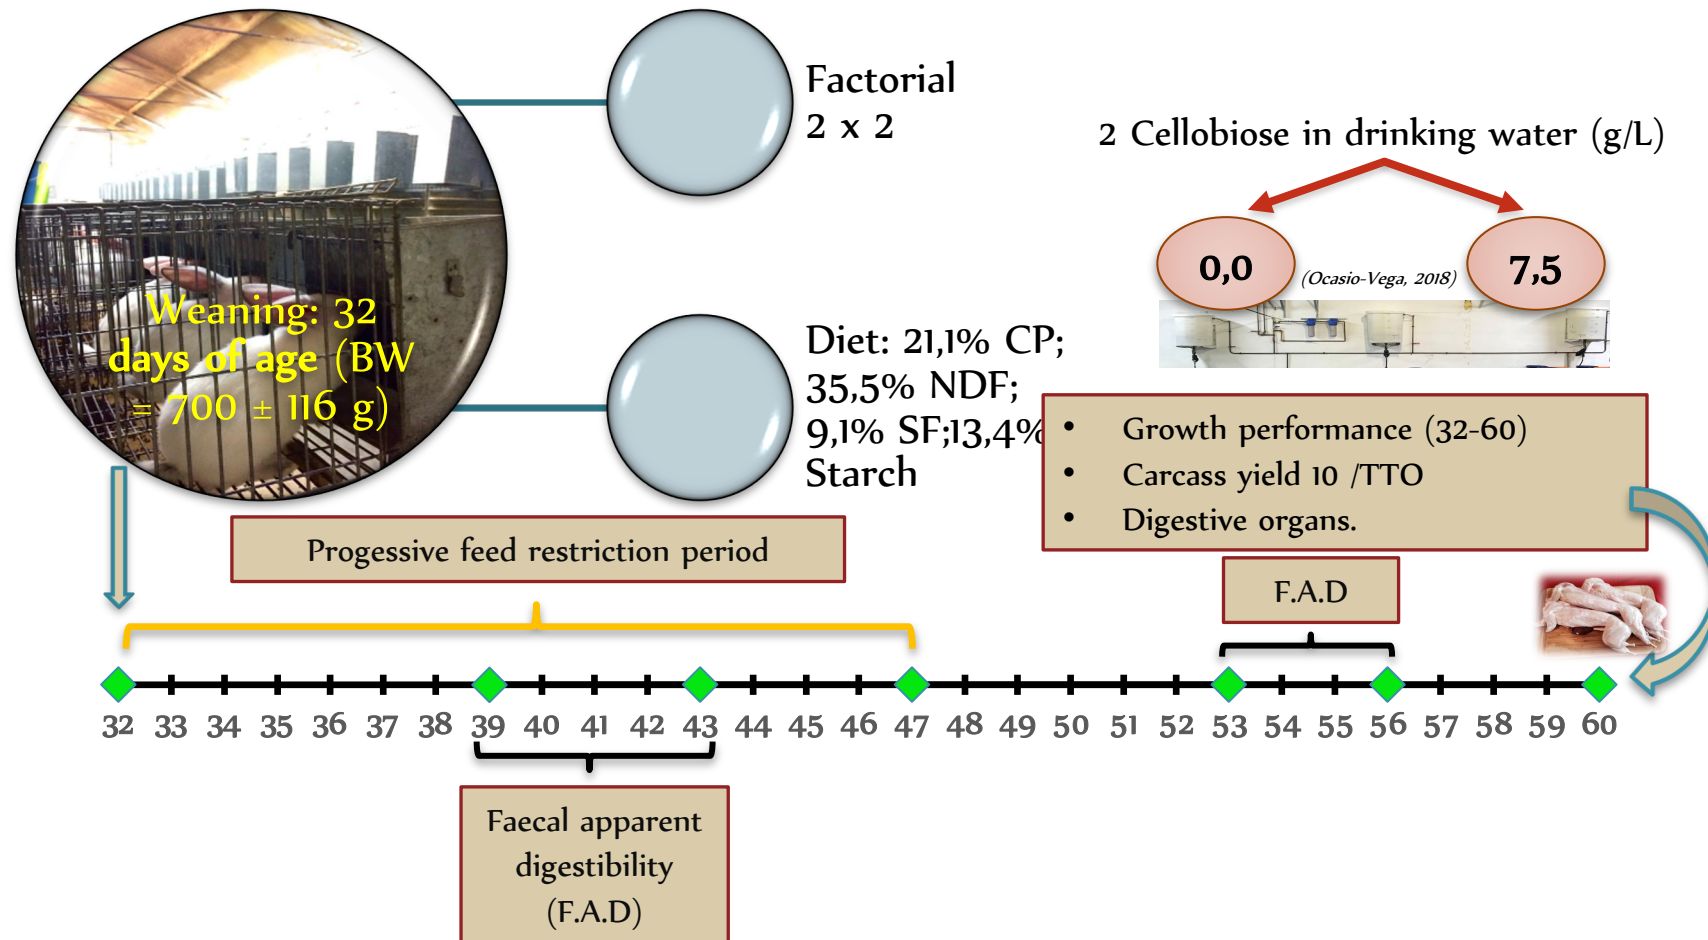 Factorial
2 x 2
2 Cellobiose in drinking water (g/L)
0,0
(Ocasio-Vega, 2018)
7,5
Weaning: 32
days of age (BW
= 700 ± 116 g)
Diet: 21,1% CP;
35,5% NDF;
9,1% SF;13,4%
Starch
• Growth performance (32-60)
• Carcass yield 10 /TTO
• Digestive organs.
Progessive feed restriction period
F.A.D
32 33 34 35 36 37 38 39 40 41 42 43 44 45 46 47 48 49 50 51 52 53 54 55 56 57 58 59 60
Faecal apparent
digestibility
(F.A.D)